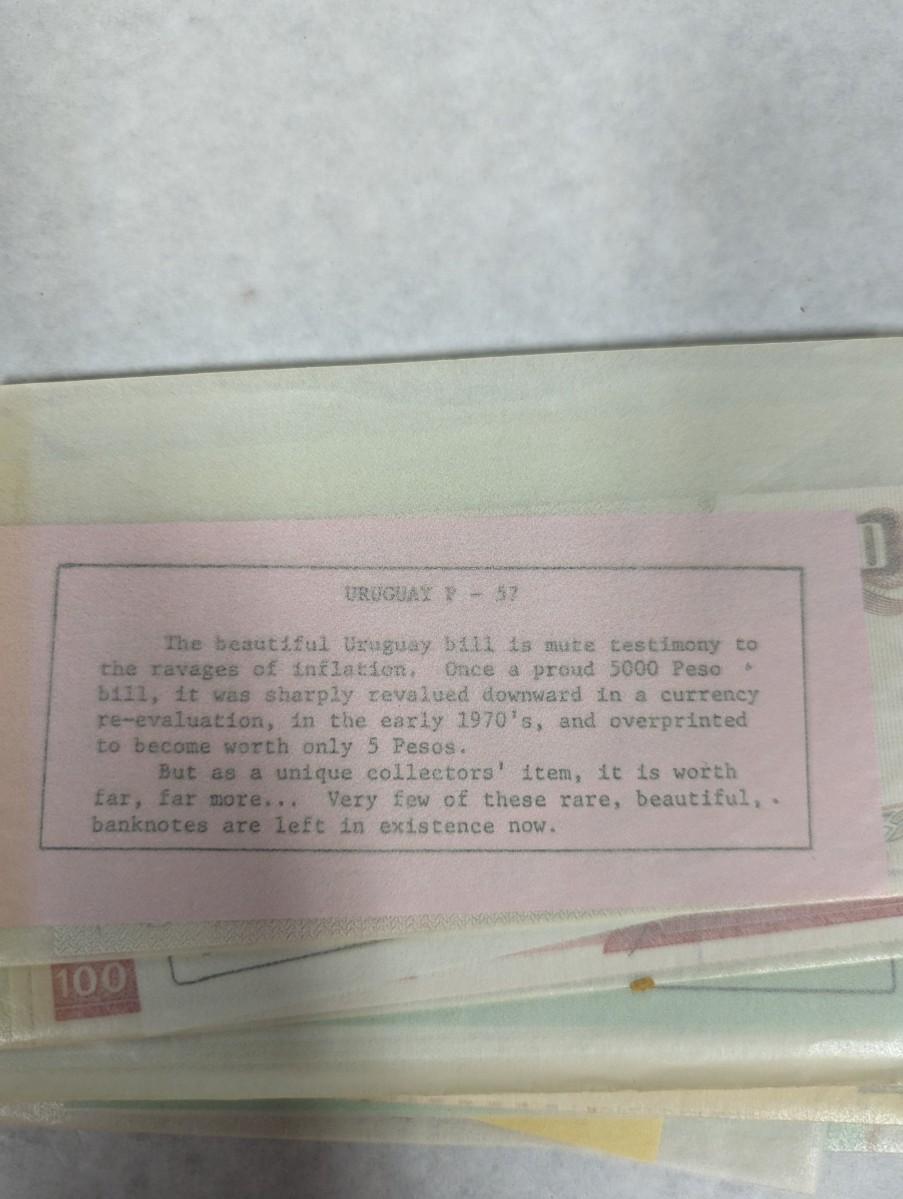 URUGUAY P - 57
The beautiful Uruguay bill is mute testimony to
the ravages of inflation. Once a proud 5000 Peso
bill, it was sharply revalued downward in a currency
re-evaluation, in the early 1970's, and overprinted
to become worth only 5 Pesos.
But as a unique collectors' item, it is worth
far, far more... Very few of these rare, beautiful,.
banknotes are left in existence now.
0
100